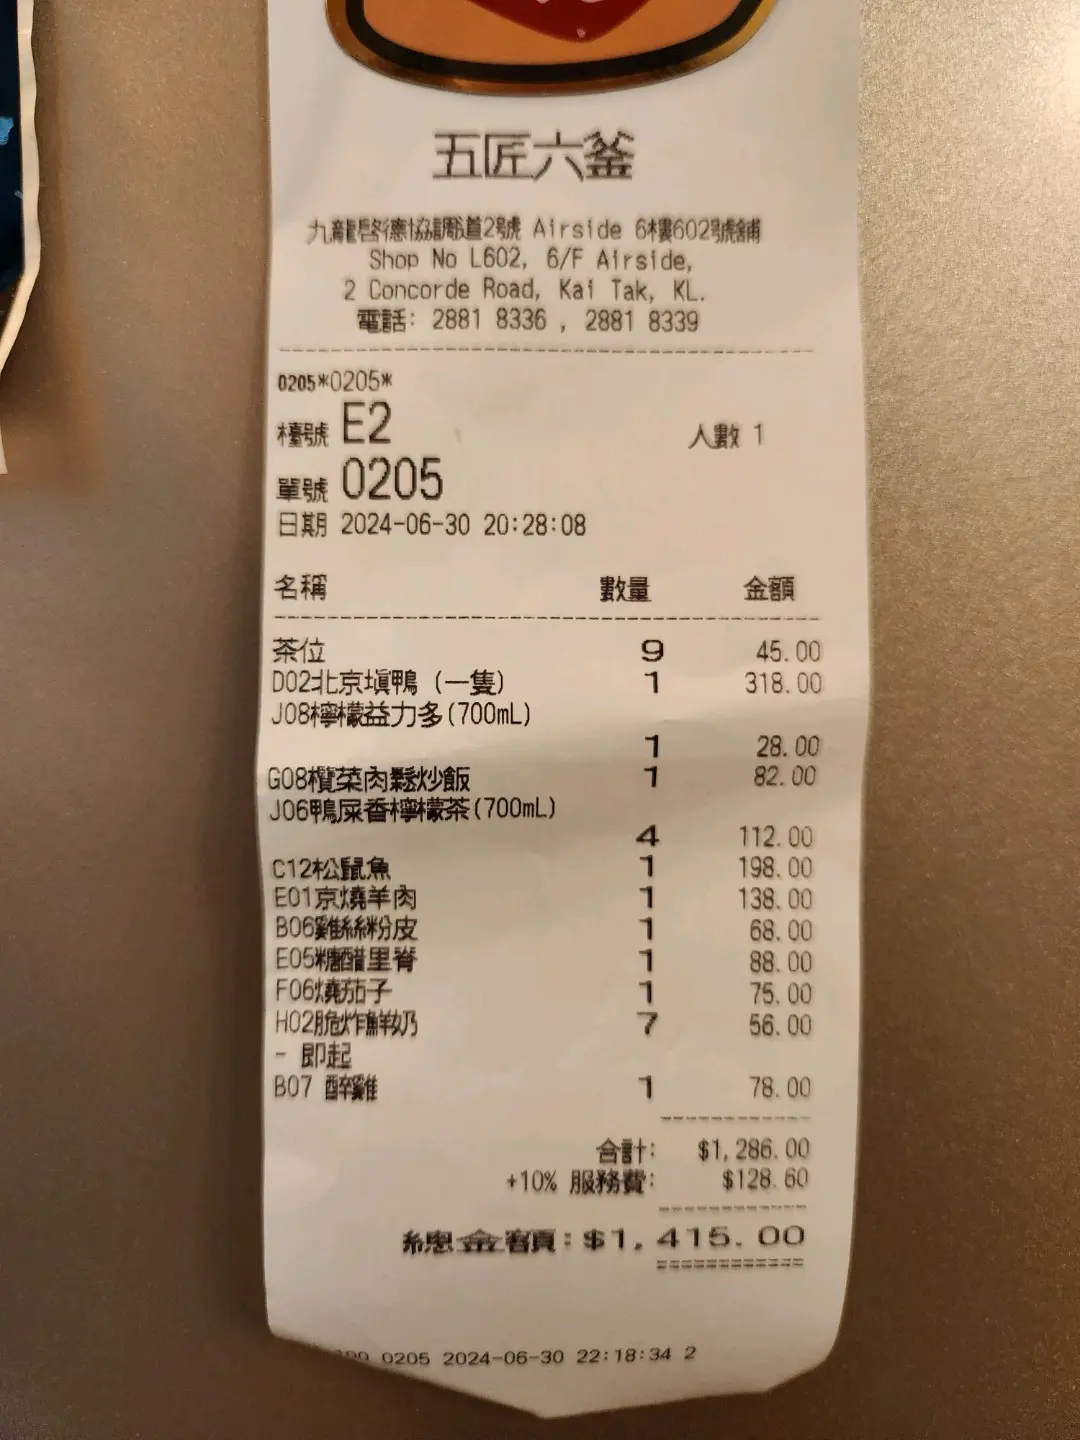 五匠六釜
九龍啓德協調道2號 Airside 6樓602號舖
Shop No L602, 6/F Airside,
2 Concorde Road, Kai Tak, KL.
電話: 2881 8336 , 2881 8339
0205*0205*
檯號 E2 人數 1
單號 0205
日期 2024-06-30 20:28:08
名稱 數量 金額
茶位 9 45.00
D02北京填鴨 (一隻) 1 318.00
J08檸檬益力多(700mL)
1 28.00
G08欖菜肉鬆炒飯 1 82.00
J06鴨屎香檸檬茶(700mL)
4 112.00
C12松鼠魚 1 198.00
E01京燒羊肉 1 138.00
B06雞絲粉皮 1 68.00
E05糖醋里脊 1 88.00
F06燒茄子 1 75.00
H02脆炸鮮奶 7 56.00
- 即起
B07 醉雞 1 78.00
合計: $1,286.00
+10% 服務費: $128.60
總金額: $1,415.00
0205 2024-06-30 22:18:34 2